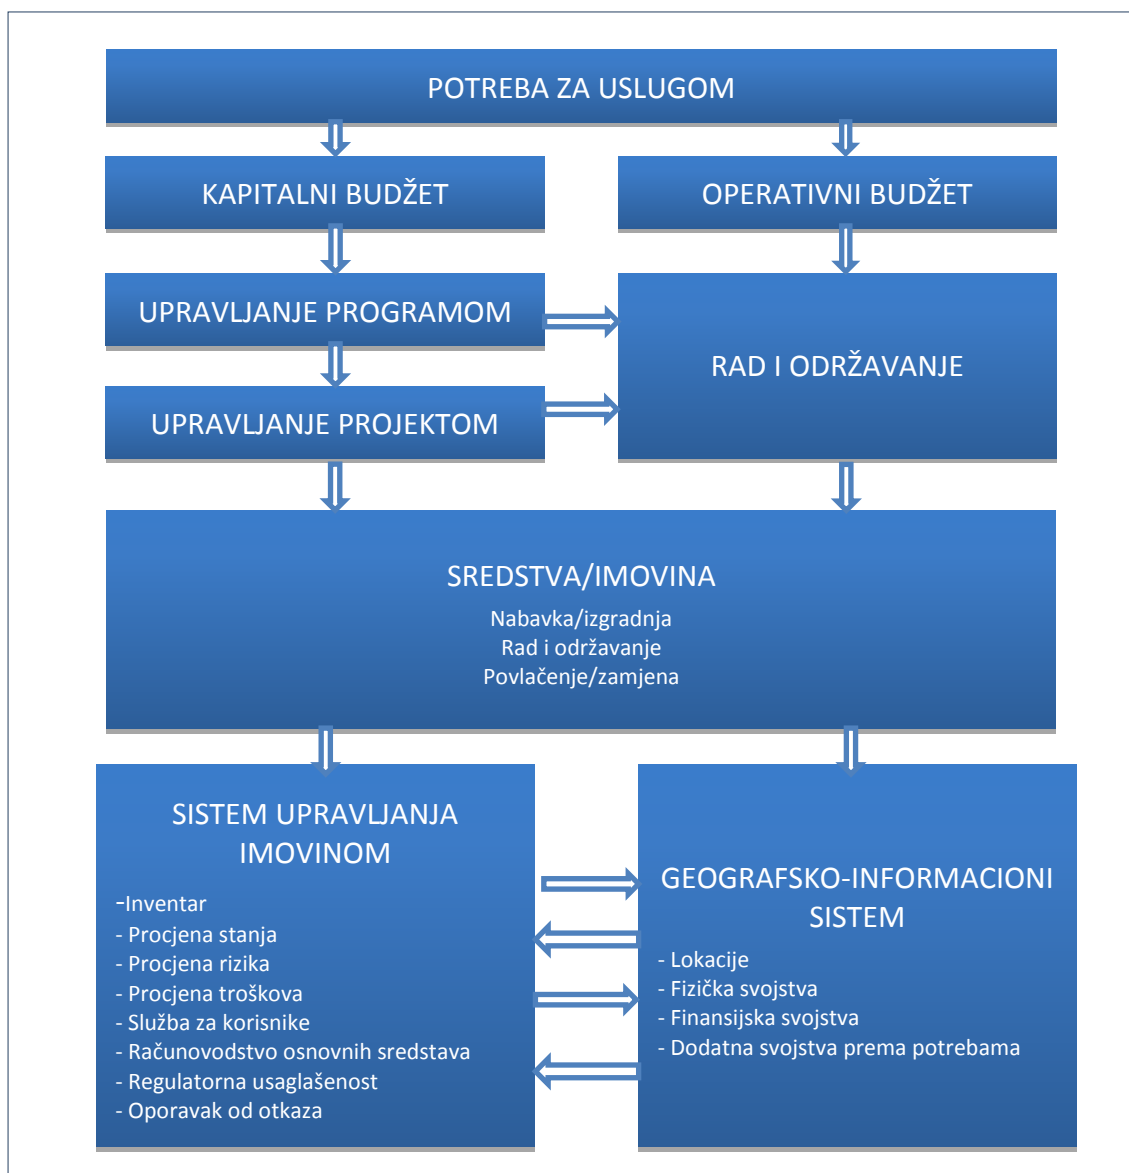 POTREBA ZA USLUGOM
KAPITALNI BUDŽET
OPERATIVNI BUDŽET
UPRAVLJANJE PROGRAMOM
RAD I ODRŽAVANJE
UPRAVLJANJE PROJEKTOM
SREDSTVA/IMOVINA
Nabavka/izgradnja
Rad i održavanje
Povlačenje/zamjena
SISTEM UPRAVLJANJA
IMOVINOM
-Inventar
- Procjena stanja
- Procjena rizika
- Procjena troškova
- Služba za korisnike
- Računovodstvo osnovnih sredstava
- Regulatorna usaglašenost
- Oporavak od otkaza
GEOGRAFSKO-INFORMACIONI
SISTEM
- Lokacije
- Fizička svojstva
- Finansijska svojstva
- Dodatna svojstva prema potrebama